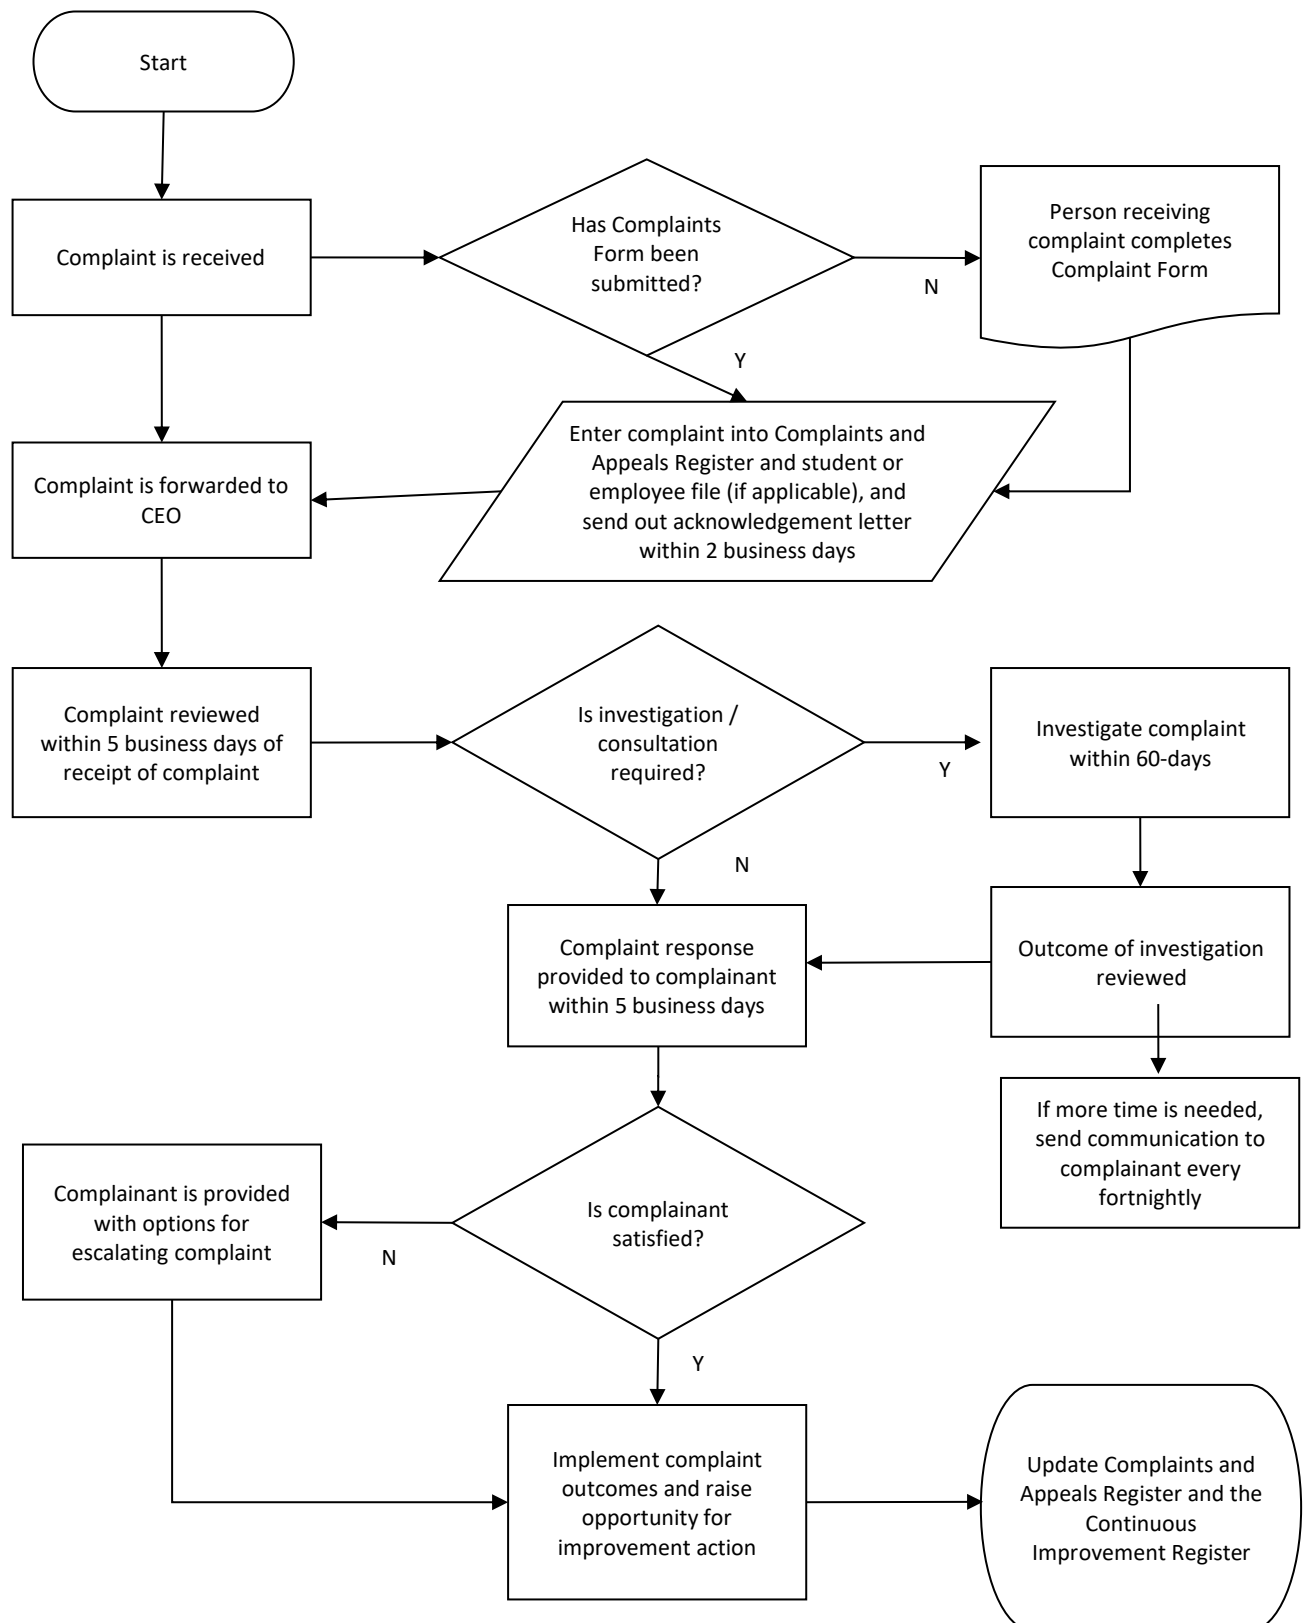 Start
Complaint is received
Has Complaints
Form been
submitted?
N
Person receiving
complaint completes
Complaint Form
Y
Complaint is forwarded to
CEO
Enter complaint into Complaints and
Appeals Register and student or
employee file (if applicable), and
send out acknowledgement letter
within 2 business days
Complaint reviewed
within 5 business days of
receipt of complaint
Is investigation /
consultation
required?
Y
Investigate complaint
within 60-days
N
Complaint response
provided to complainant
within 5 business days
Outcome of investigation
reviewed
If more time is needed,
send communication to
complainant every
fortnightly
Complainant is provided
with options for
escalating complaint
N
Is complainant
satisfied?
Y
Implement complaint
outcomes and raise
opportunity for
improvement action
Update Complaints and
Appeals Register and the
Continuous
Improvement Register